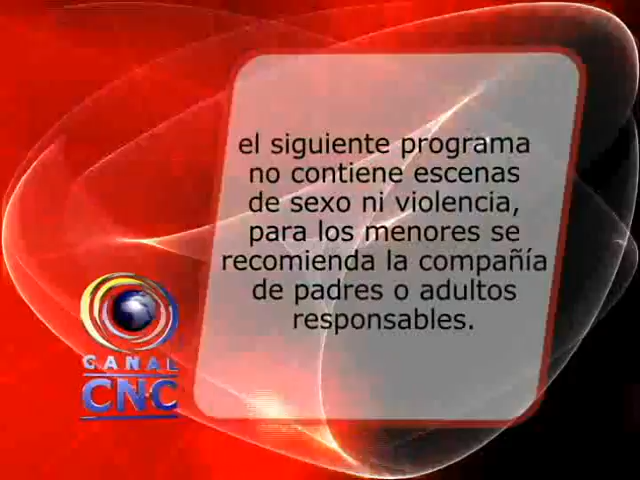 el siguiente programa
no contiene escenas
de sexo ni violencia,
para los menores se
recomienda la compañía
de padres o adultos
responsables.
CANAL
CNC